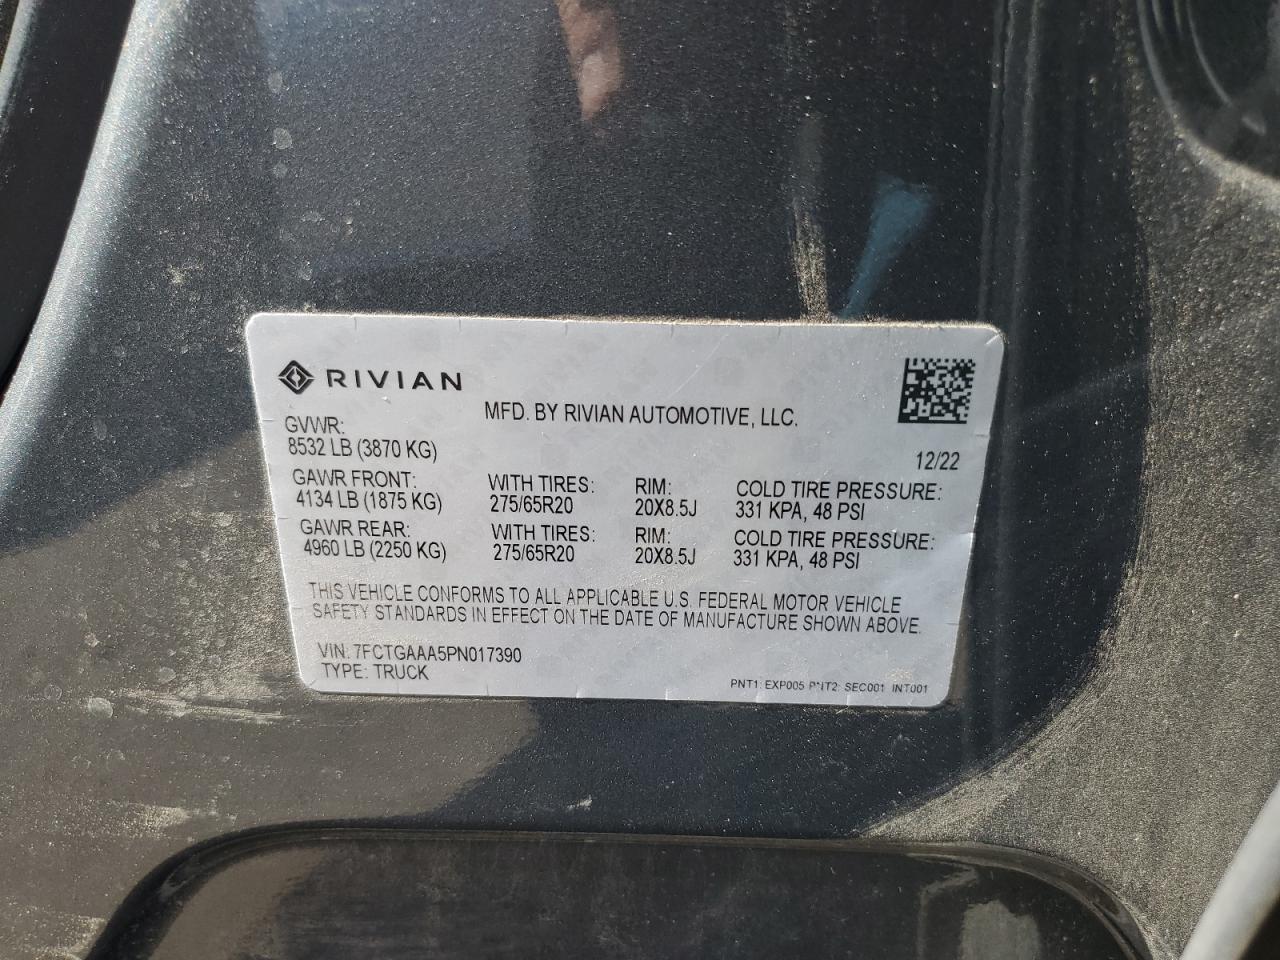 RIVIAN
MFD. BY RIVIAN AUTOMOTIVE, LLC.
GVWR:
8532 LB (3870 KG)
12/22
GAWR FRONT: WITH TIRES: RIM: COLD TIRE PRESSURE:
4134 LB (1875 KG) 275/65R20 20X8.5J 331 KPA, 48 PSI
GAWR REAR: WITH TIRES: RIM: COLD TIRE PRESSURE:
4960 LB (2250 KG) 275/65R20 20X8.5J 331 KPA, 48 PSI
THIS VEHICLE CONFORMS TO ALL APPLICABLE U.S. FEDERAL MOTOR VEHICLE
SAFETY STANDARDS IN EFFECT ON THE DATE OF MANUFACTURE SHOWN ABOVE.
VIN: 7FCTGAAA5PN017390
TYPE: TRUCK
PNT1: EXP005 PNT2: SEC001 INT001